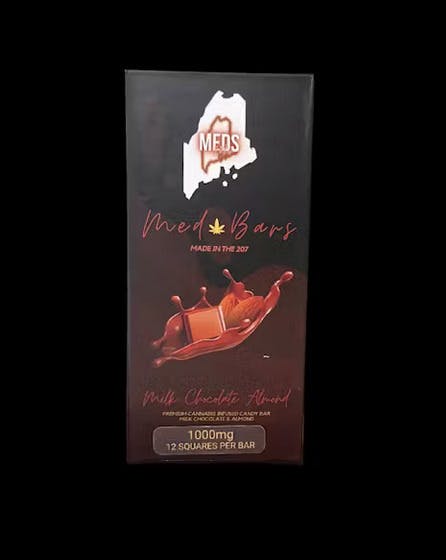 MEDS
Med Bars
MADE IN THE 207
Milk Chocolate Almond
PREMIUM CANNABIS INFUSED CANDY BAR
MILK CHOCOLATE & ALMOND
1000mg
12 SQUARES PER BAR